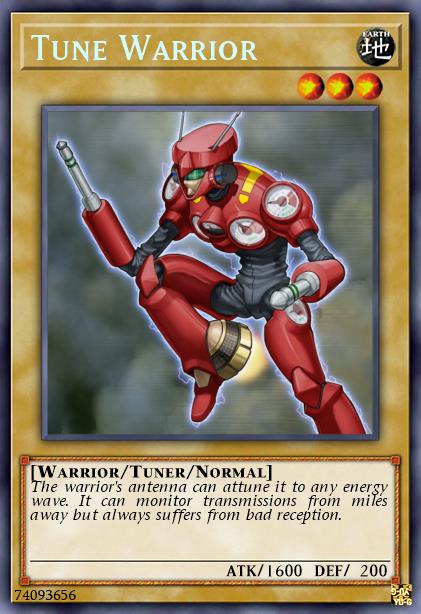 TUNE WARRIOR
EARTH
地
[WARRIOR/TUNER/NORMAL]
The warrior's antenna can attune it to any energy
wave. It can monitor transmissions from miles
away but always suffers from bad reception.
ATK/1600 DEF/ 200
74093656